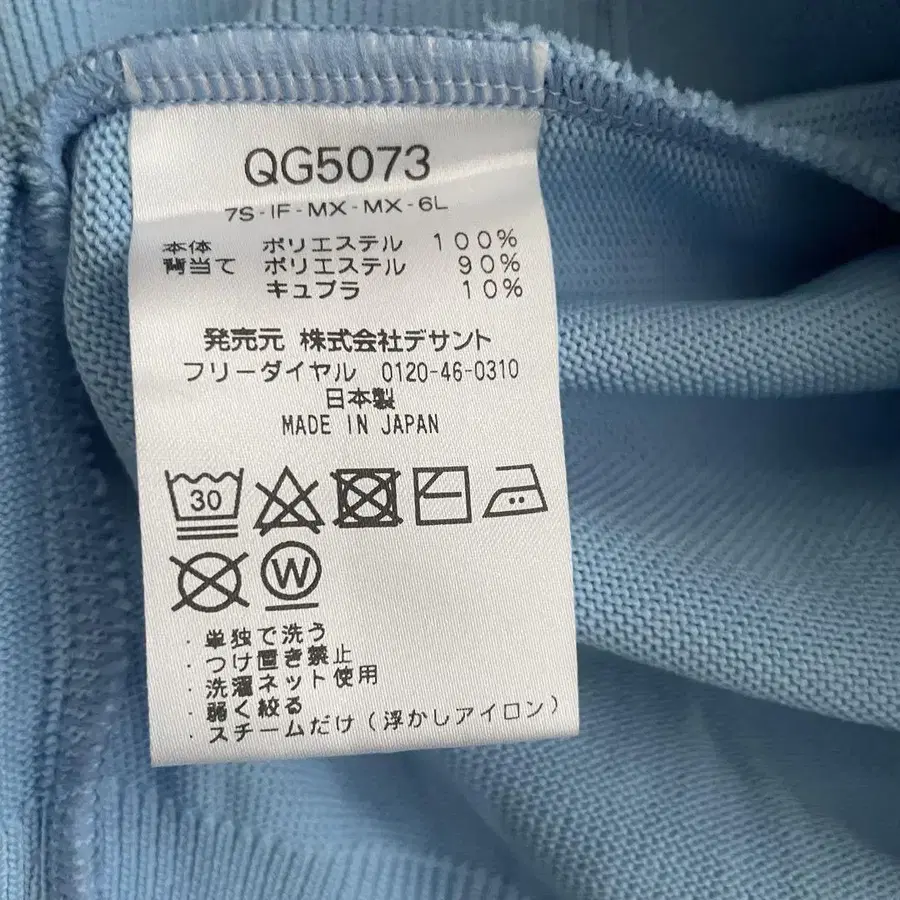 QG5073
7S-IF-MX-MX-6L
本体 ポリエステル 100%
背当て ポリエステル 90%
キュプラ 10%
発売元 株式会社デサント
フリーダイヤル 0120-46-0310
日本製
MADE IN JAPAN
30
W
・単独で洗う
・つけ置き禁止
・洗濯ネット使用
・弱く絞る
・スチームだけ(浮かしアイロン)